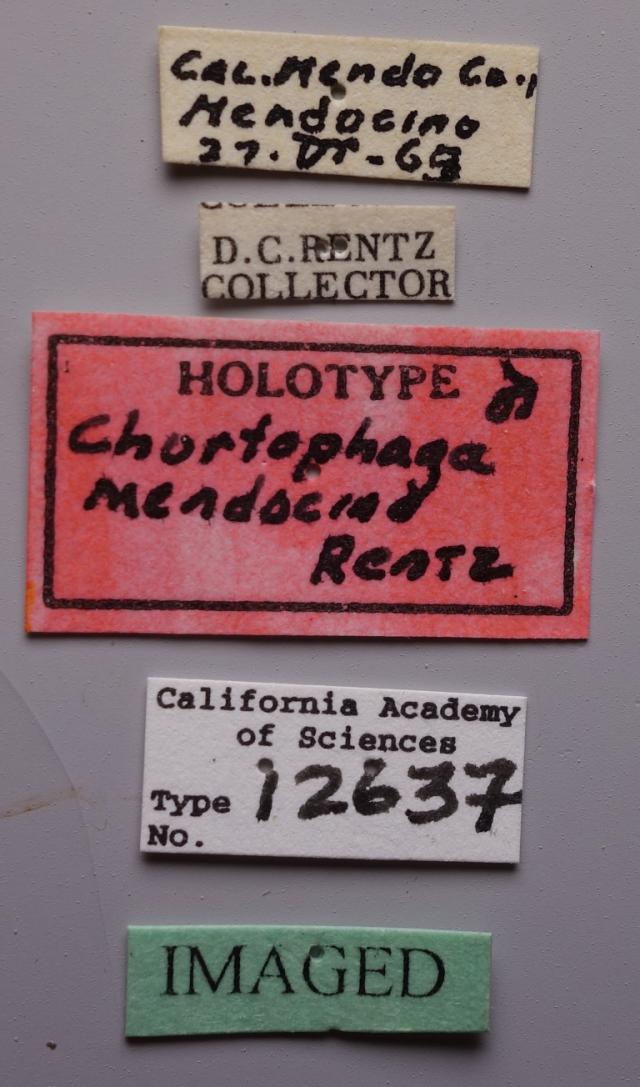 Cal. Mendo Co.,
Mendocino
27. IV - 65
D.C.RENTZ
COLLECTOR
HOLOTYPE ♂
Chortophaga
Mendocino
Rentz
California Academy
of Sciences
Type 12637
No.
IMAGED